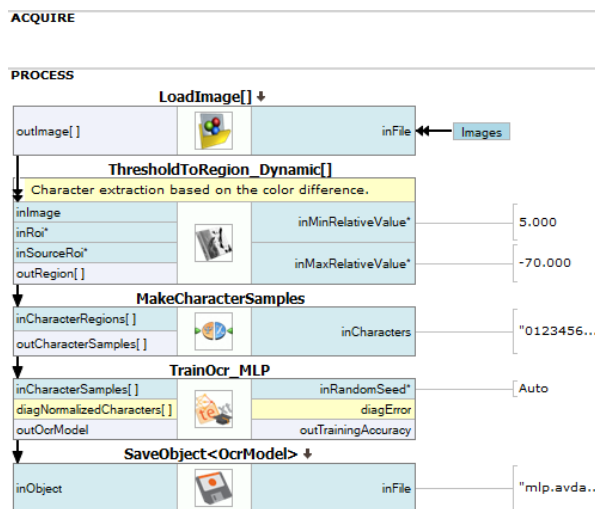 ACQUIRE
PROCESS
LoadImage[]
outImage[]
inFile
Images
ThresholdToRegion_Dynamic[]
Character extraction based on the color difference.
inImage
inRoi*
inSourceRoi*
outRegion[]
inMinRelativeValue*
5.000
inMaxRelativeValue*
-70.000
MakeCharacterSamples
inCharacterRegions[]
outCharacterSamples[]
inCharacters
"0123456...
TrainOcr_MLP
inCharacterSamples[]
diagNormalizedCharacters[]
outOcrModel
inRandomSeed*
Auto
diagError
outTrainingAccuracy
SaveObject<OcrModel>
inObject
inFile
"mlp.avda...